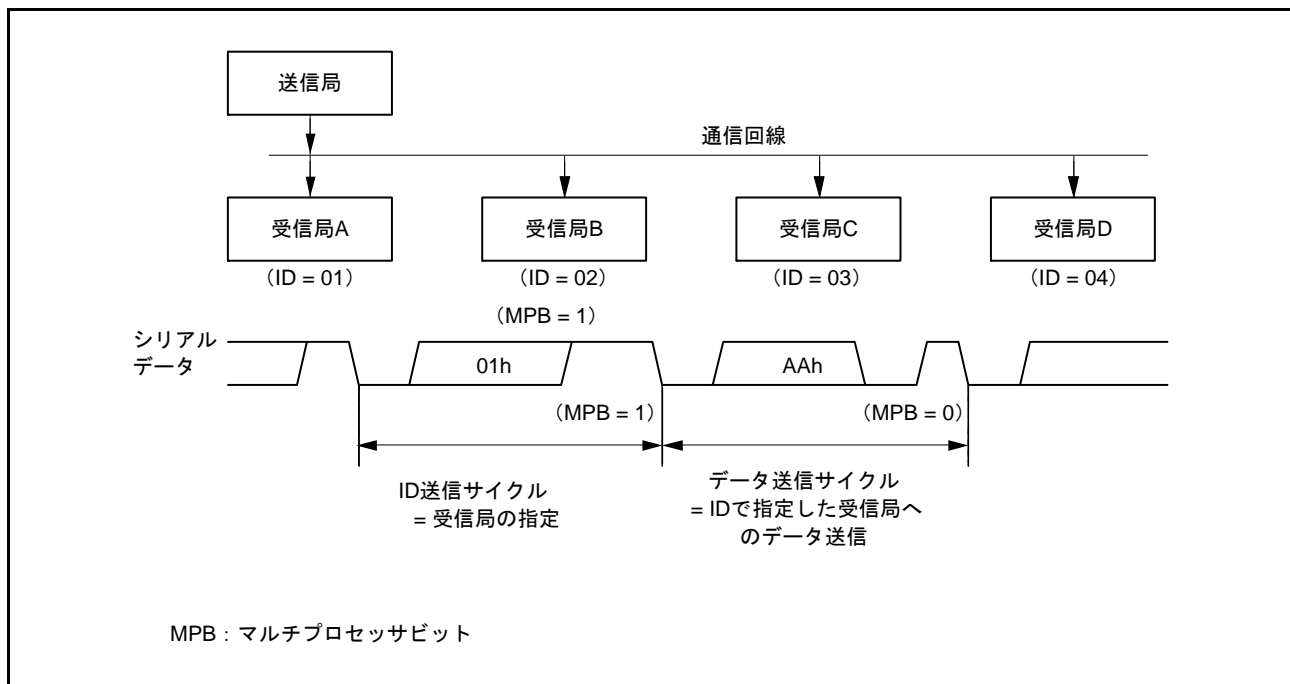 送信局
通信回線
受信局A
受信局B
受信局C
受信局D
（ID = 01）
（ID = 02）
（ID = 03）
（ID = 04）
（MPB = 1）
シリアル
データ
01h
AAh
（MPB = 1）
（MPB = 0）
ID送信サイクル
= 受信局の指定
データ送信サイクル
= IDで指定した受信局へ
のデータ送信
MPB：マルチプロセッサビット